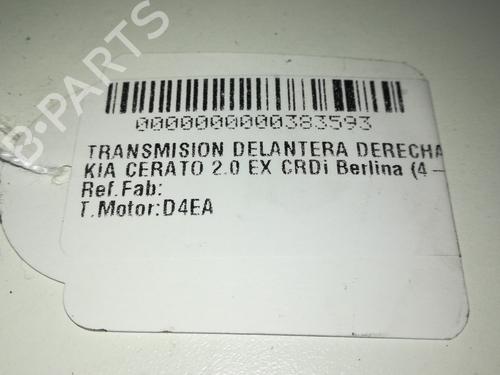 B-PARTS
0000000000383593
TRANSMISION DELANTERA DERECHA
KIA CERATO 2.0 EX CRDi Berlina (4 –
Ref.Fab:
T.Motor:D4EA